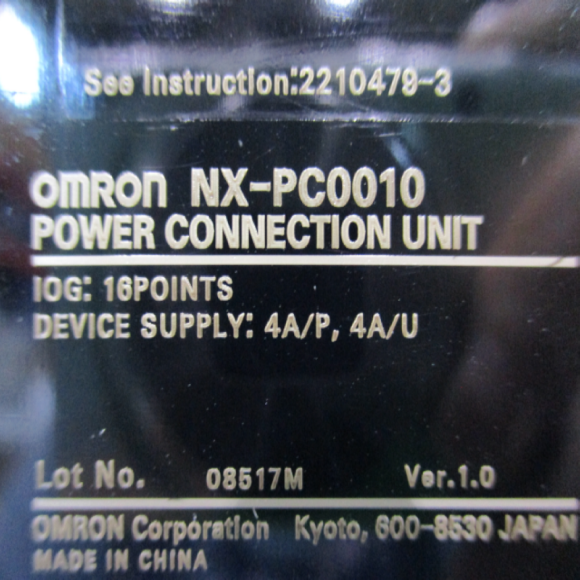 See Instruction:2210479-3
OMRON NX-PC0010
POWER CONNECTION UNIT
IOG: 16POINTS
DEVICE SUPPLY: 4A/P, 4A/U
Lot No. 08517M Ver.1.0
OMRON Corporation Kyoto, 600-8530 JAPAN
MADE IN CHINA